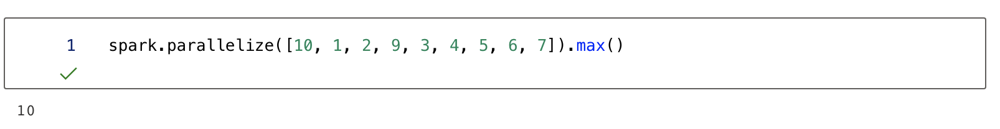 1 spark.parallelize([10, 1, 2, 9, 3, 4, 5, 6, 7]).max()
10